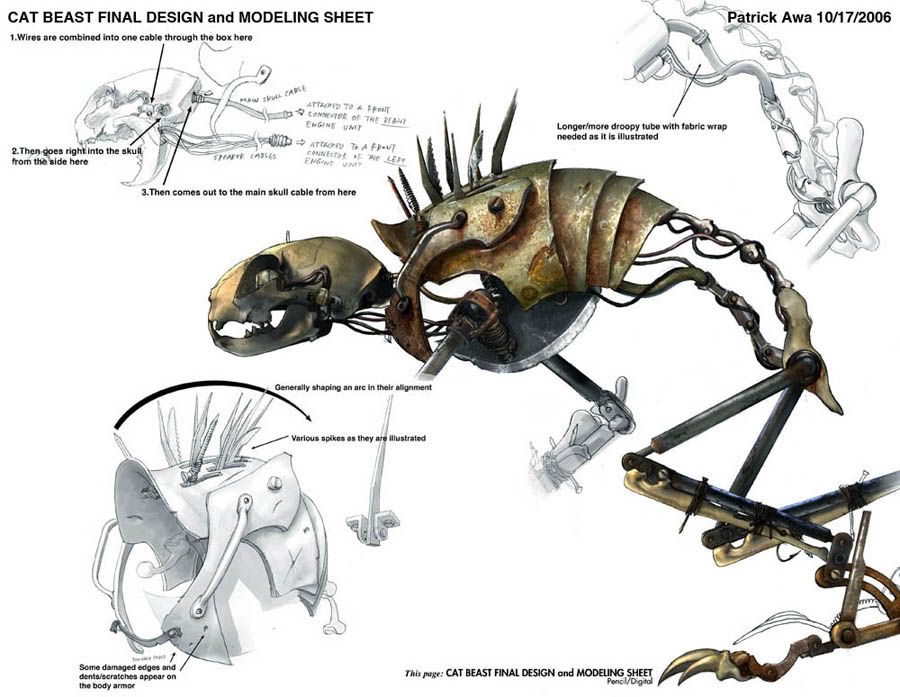 CAT BEAST FINAL DESIGN and MODELING SHEET
Patrick Awa 10/17/2006
1.Wires are combined into one cable through the box here
MAIN SKULL CABLE
ATTACHED TO A FRONT
CONNECTOR OF THE RIGHT
ENGINE UNIT
ATTACHED TO A FRONT
CONNECTOR OF THE LEFT
ENGINE UNIT
SPEAKER CABLES
2.Then goes right into the skull
from the side here
3.Then comes out to the main skull cable from here
Longer/more droopy tube with fabric wrap
needed as it is illustrated
Generally shaping an arc in their alignment
Various spikes as they are illustrated
Some damaged edges and
dents/scratches appear on
the body armor
This page: CAT BEAST FINAL DESIGN and MODELING SHEET
Pencil/Digital